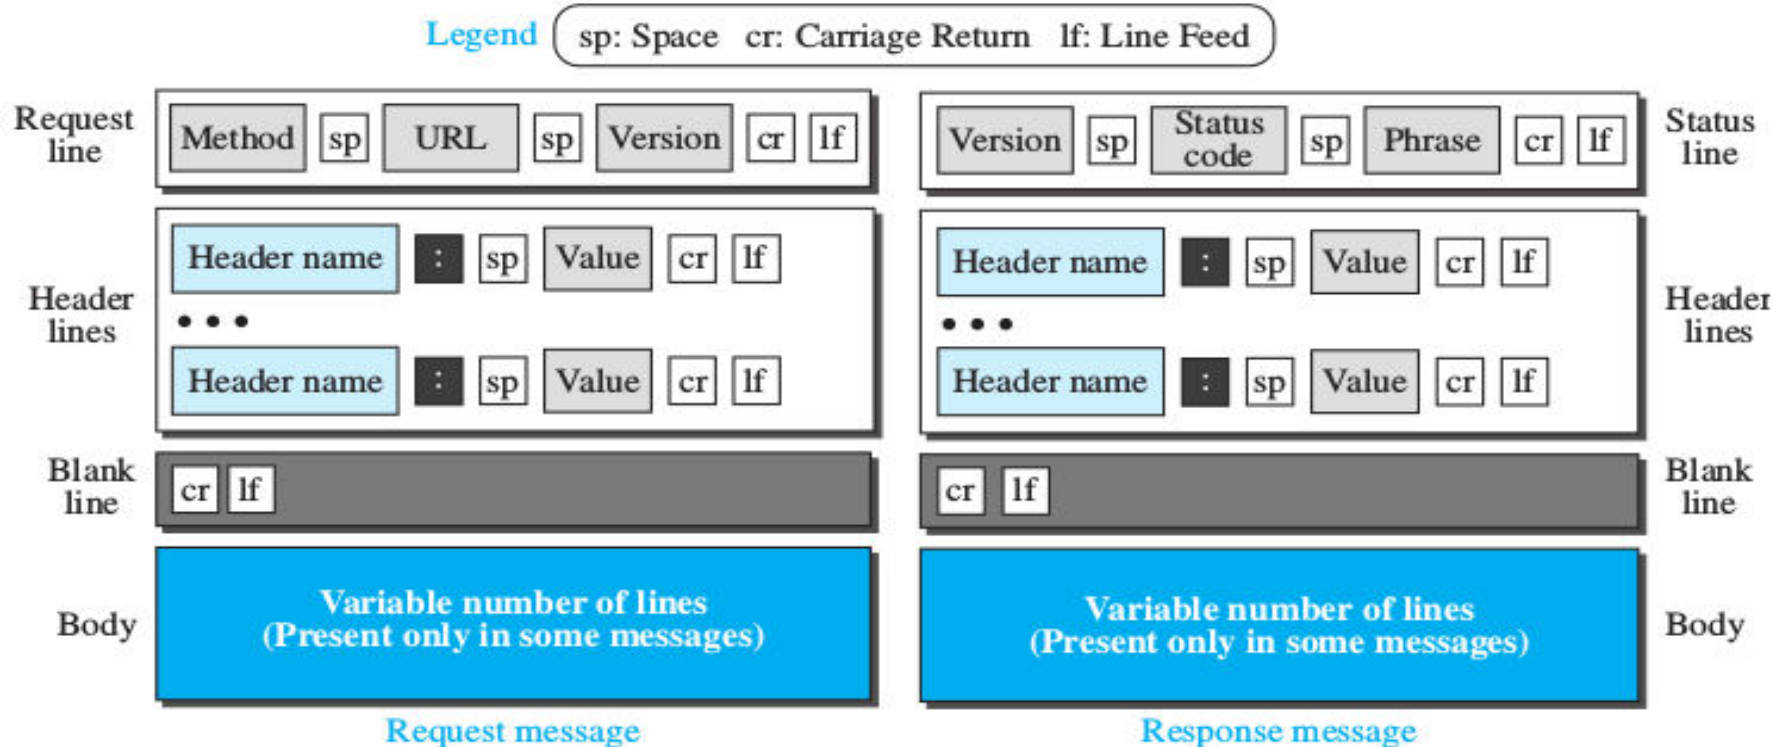 Legend sp: Space cr: Carriage Return lf: Line Feed
Request line
Method sp URL sp Version cr lf
Header lines
Header name : sp Value cr lf
• • •
Header name : sp Value cr lf
Blank line
cr lf
Body
Variable number of lines
(Present only in some messages)
Request message
Version sp Status code sp Phrase cr lf
Status line
Header name : sp Value cr lf
• • •
Header name : sp Value cr lf
Header lines
cr lf
Blank line
Variable number of lines
(Present only in some messages)
Body
Response message